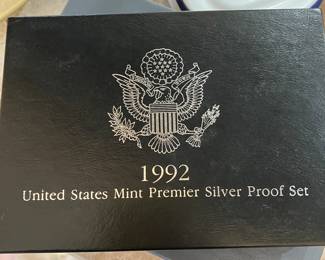 1992
United States Mint Premier Silver Proof Set